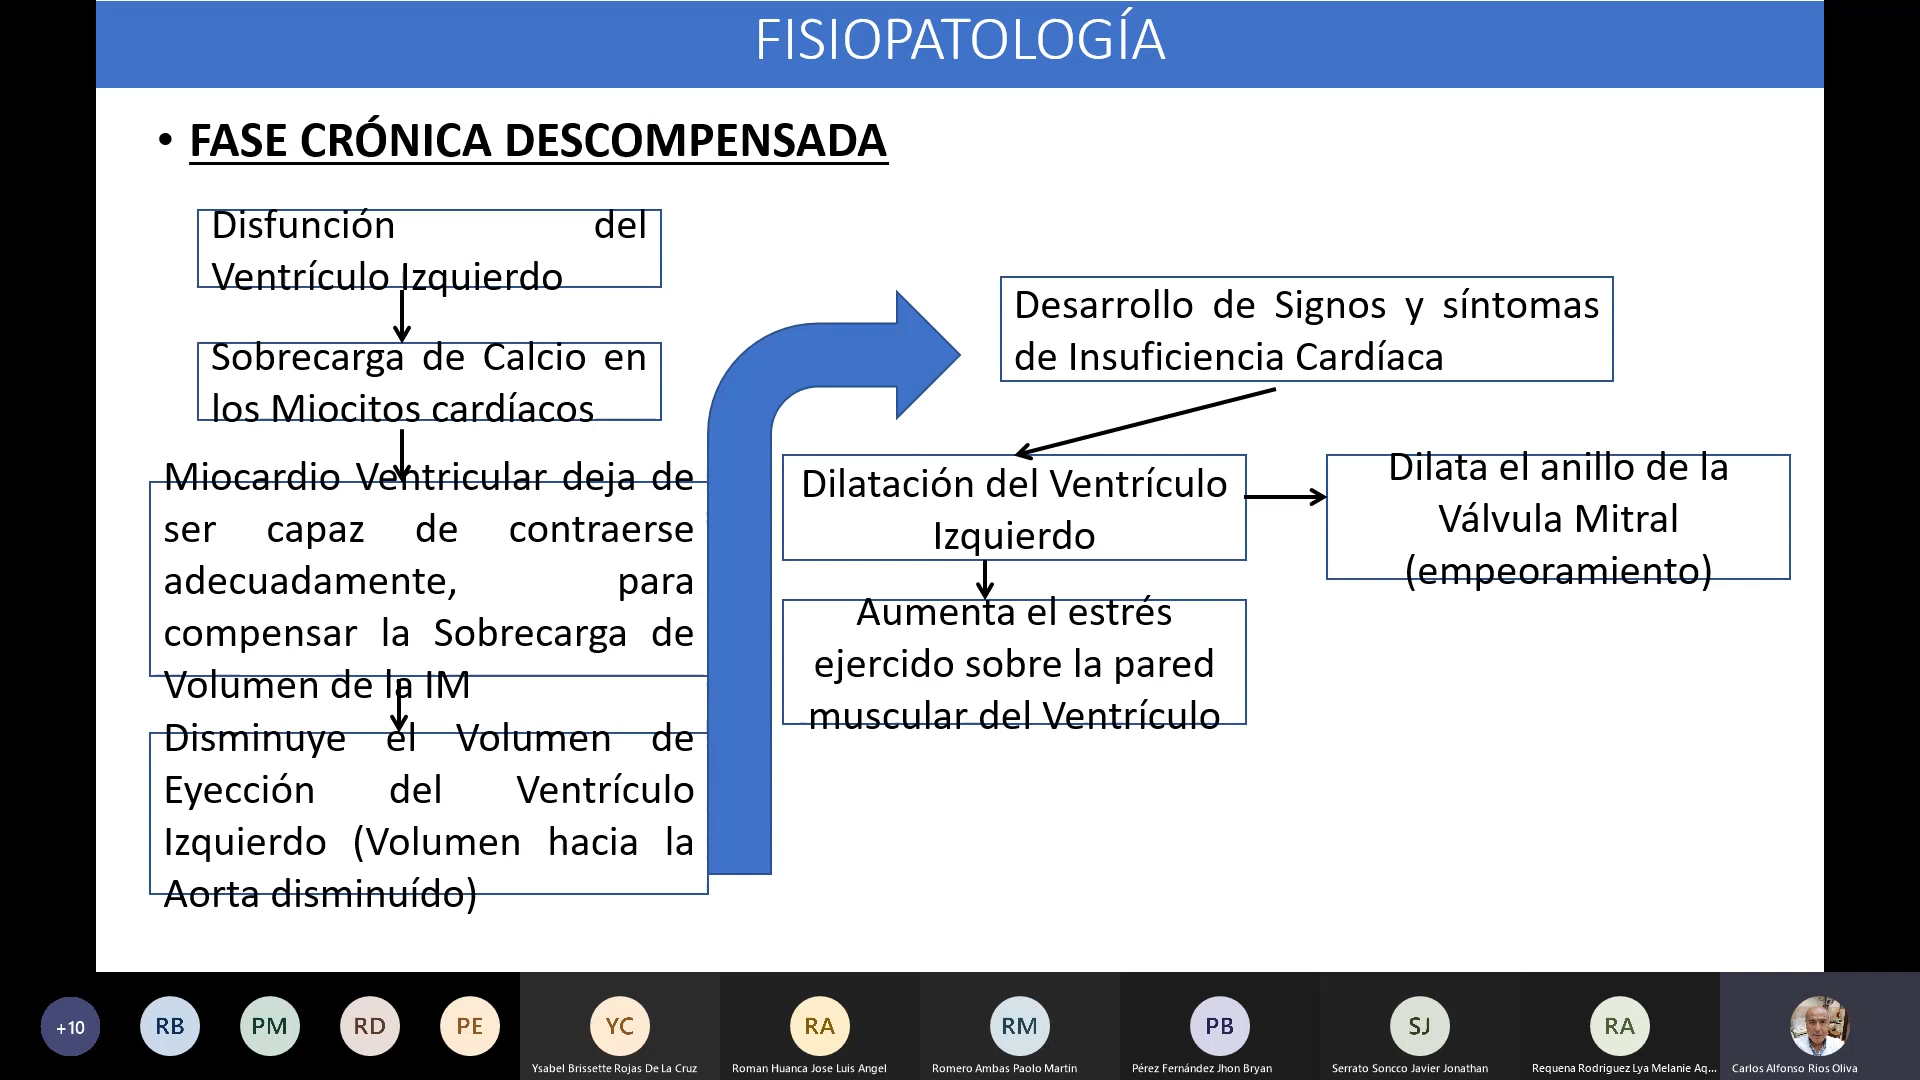 FISIOPATOLOGÍA
• FASE CRÓNICA DESCOMPENSADA
Disfunción del
Ventrículo Izquierdo
Sobrecarga de Calcio en
los Miocitos cardíacos
Miocardio Ventricular deja de
ser capaz de contraerse
adecuadamente, para
compensar la Sobrecarga de
Volumen de la IM
Disminuye el Volumen de
Eyección del Ventrículo
Izquierdo (Volumen hacia la
Aorta disminuído)
Desarrollo de Signos y síntomas
de Insuficiencia Cardíaca
Dilatación del Ventrículo
Izquierdo
Dilata el anillo de la
Válvula Mitral
(empeoramiento)
Aumenta el estrés
ejercido sobre la pared
muscular del Ventrículo
+10
RB
PM
RD
PE
YC
Ysabel Brissette Rojas De La Cruz
RA
Roman Huanca Jose Luis Angel
RM
Romero Ambas Paolo Martin
PB
Pérez Fernández Jhon Bryan
SJ
Serrato Soncco Javier Jonathan
RA
Requena Rodriguez Lya Melanie Aq...
Carlos Alfonso Rios Oliva